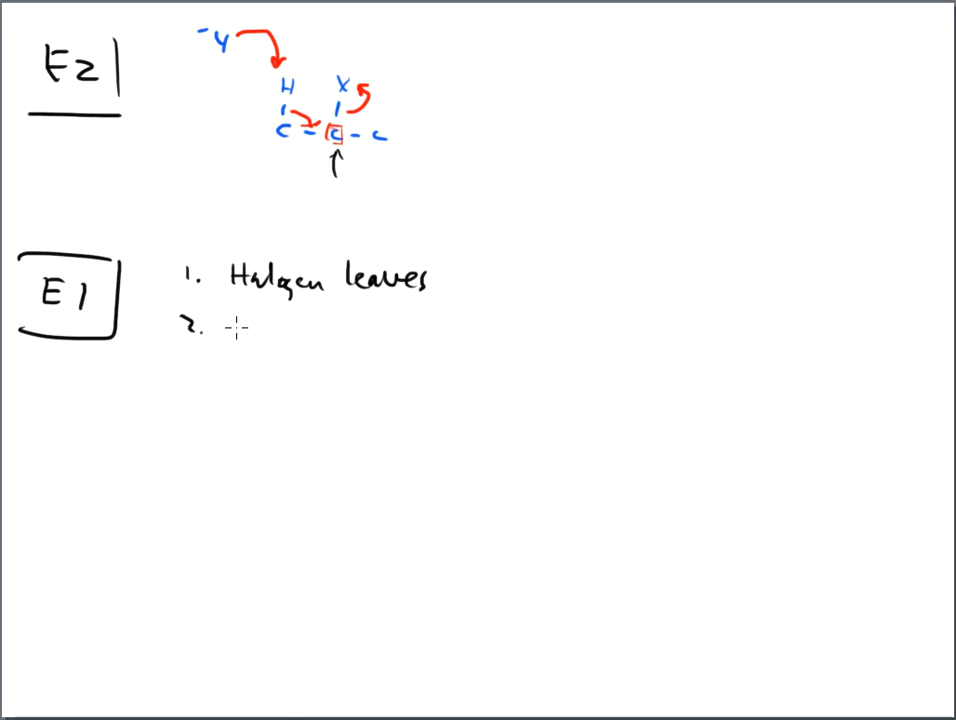 E2
⁻Y
H X
C = C - C
E1
1. Halogen leaves
2.